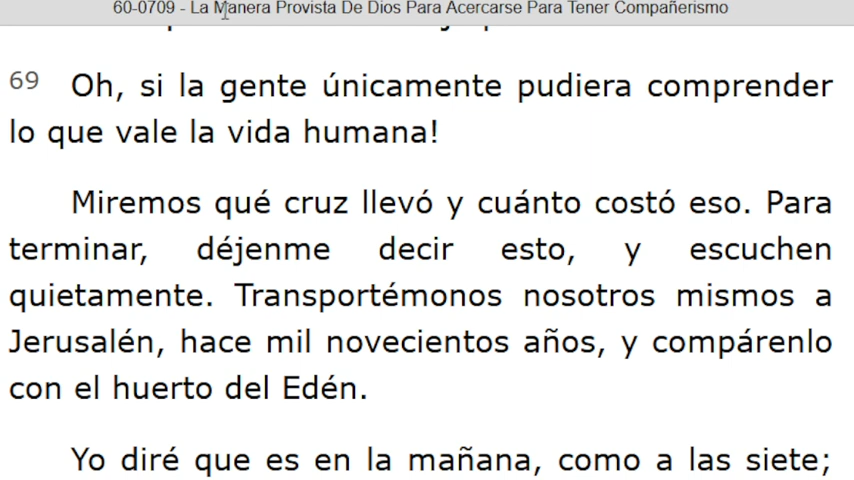 60-0709 - La Manera Provista De Dios Para Acercarse Para Tener Compañerismo
69 Oh, si la gente únicamente pudiera comprender
lo que vale la vida humana!
Miremos qué cruz llevó y cuánto costó eso. Para
terminar, déjenme decir esto, y escuchen
quietamente. Transportémonos nosotros mismos a
Jerusalén, hace mil novecientos años, y compárenlo
con el huerto del Edén.
Yo diré que es en la mañana, como a las siete;